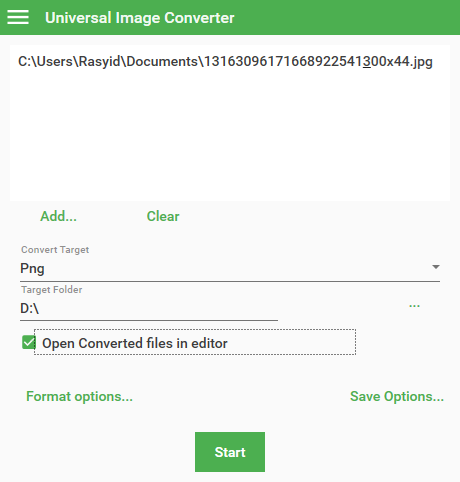 Universal Image Converter
C:\Users\Rasyid\Documents\13163096171668922541300x44.jpg
Add... Clear
Convert Target
Png
Target Folder
D:\ ...
Open Converted files in editor
Format options... Save Options...
Start